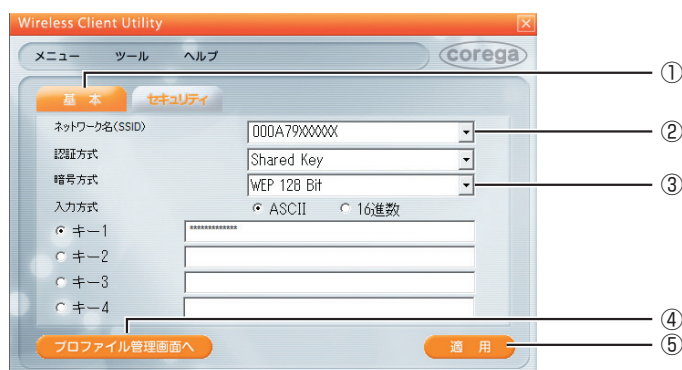 Wireless Client Utility
メニュー ツール ヘルプ corega
①
基 本 セキュリティ
ネットワーク名(SSID) 000A79XXXXXX ②
認証方式 Shared Key
暗号方式 WEP 128 Bit ③
入力方式 ASCII 16進数
キー1 *************
キー2
キー3
キー4
④
プロファイル管理画面へ 適 用 ⑤